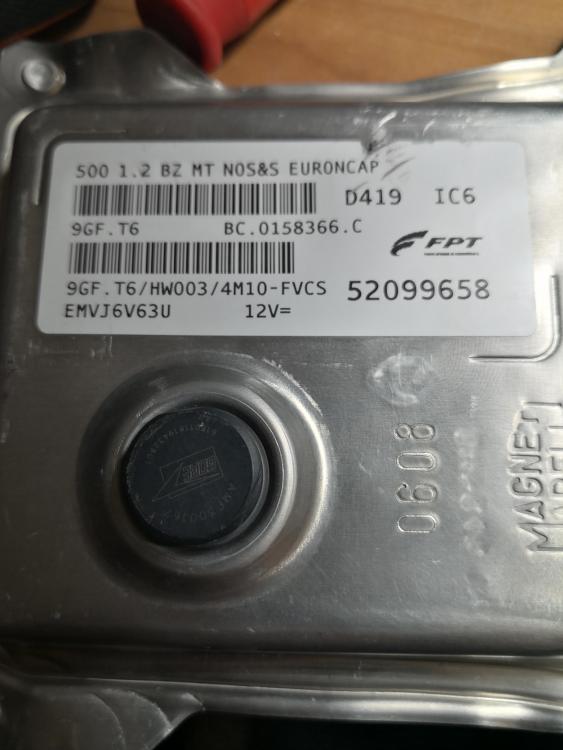 500 1.2 BZ MT NOS&S EURONCAP
D419 IC6
9GF.T6 BC.0158366.C
FPT
9GF.T6/HW003/4M10-FVCS 52099658
EMVJ6V63U 12V=
0608
MAGNETI